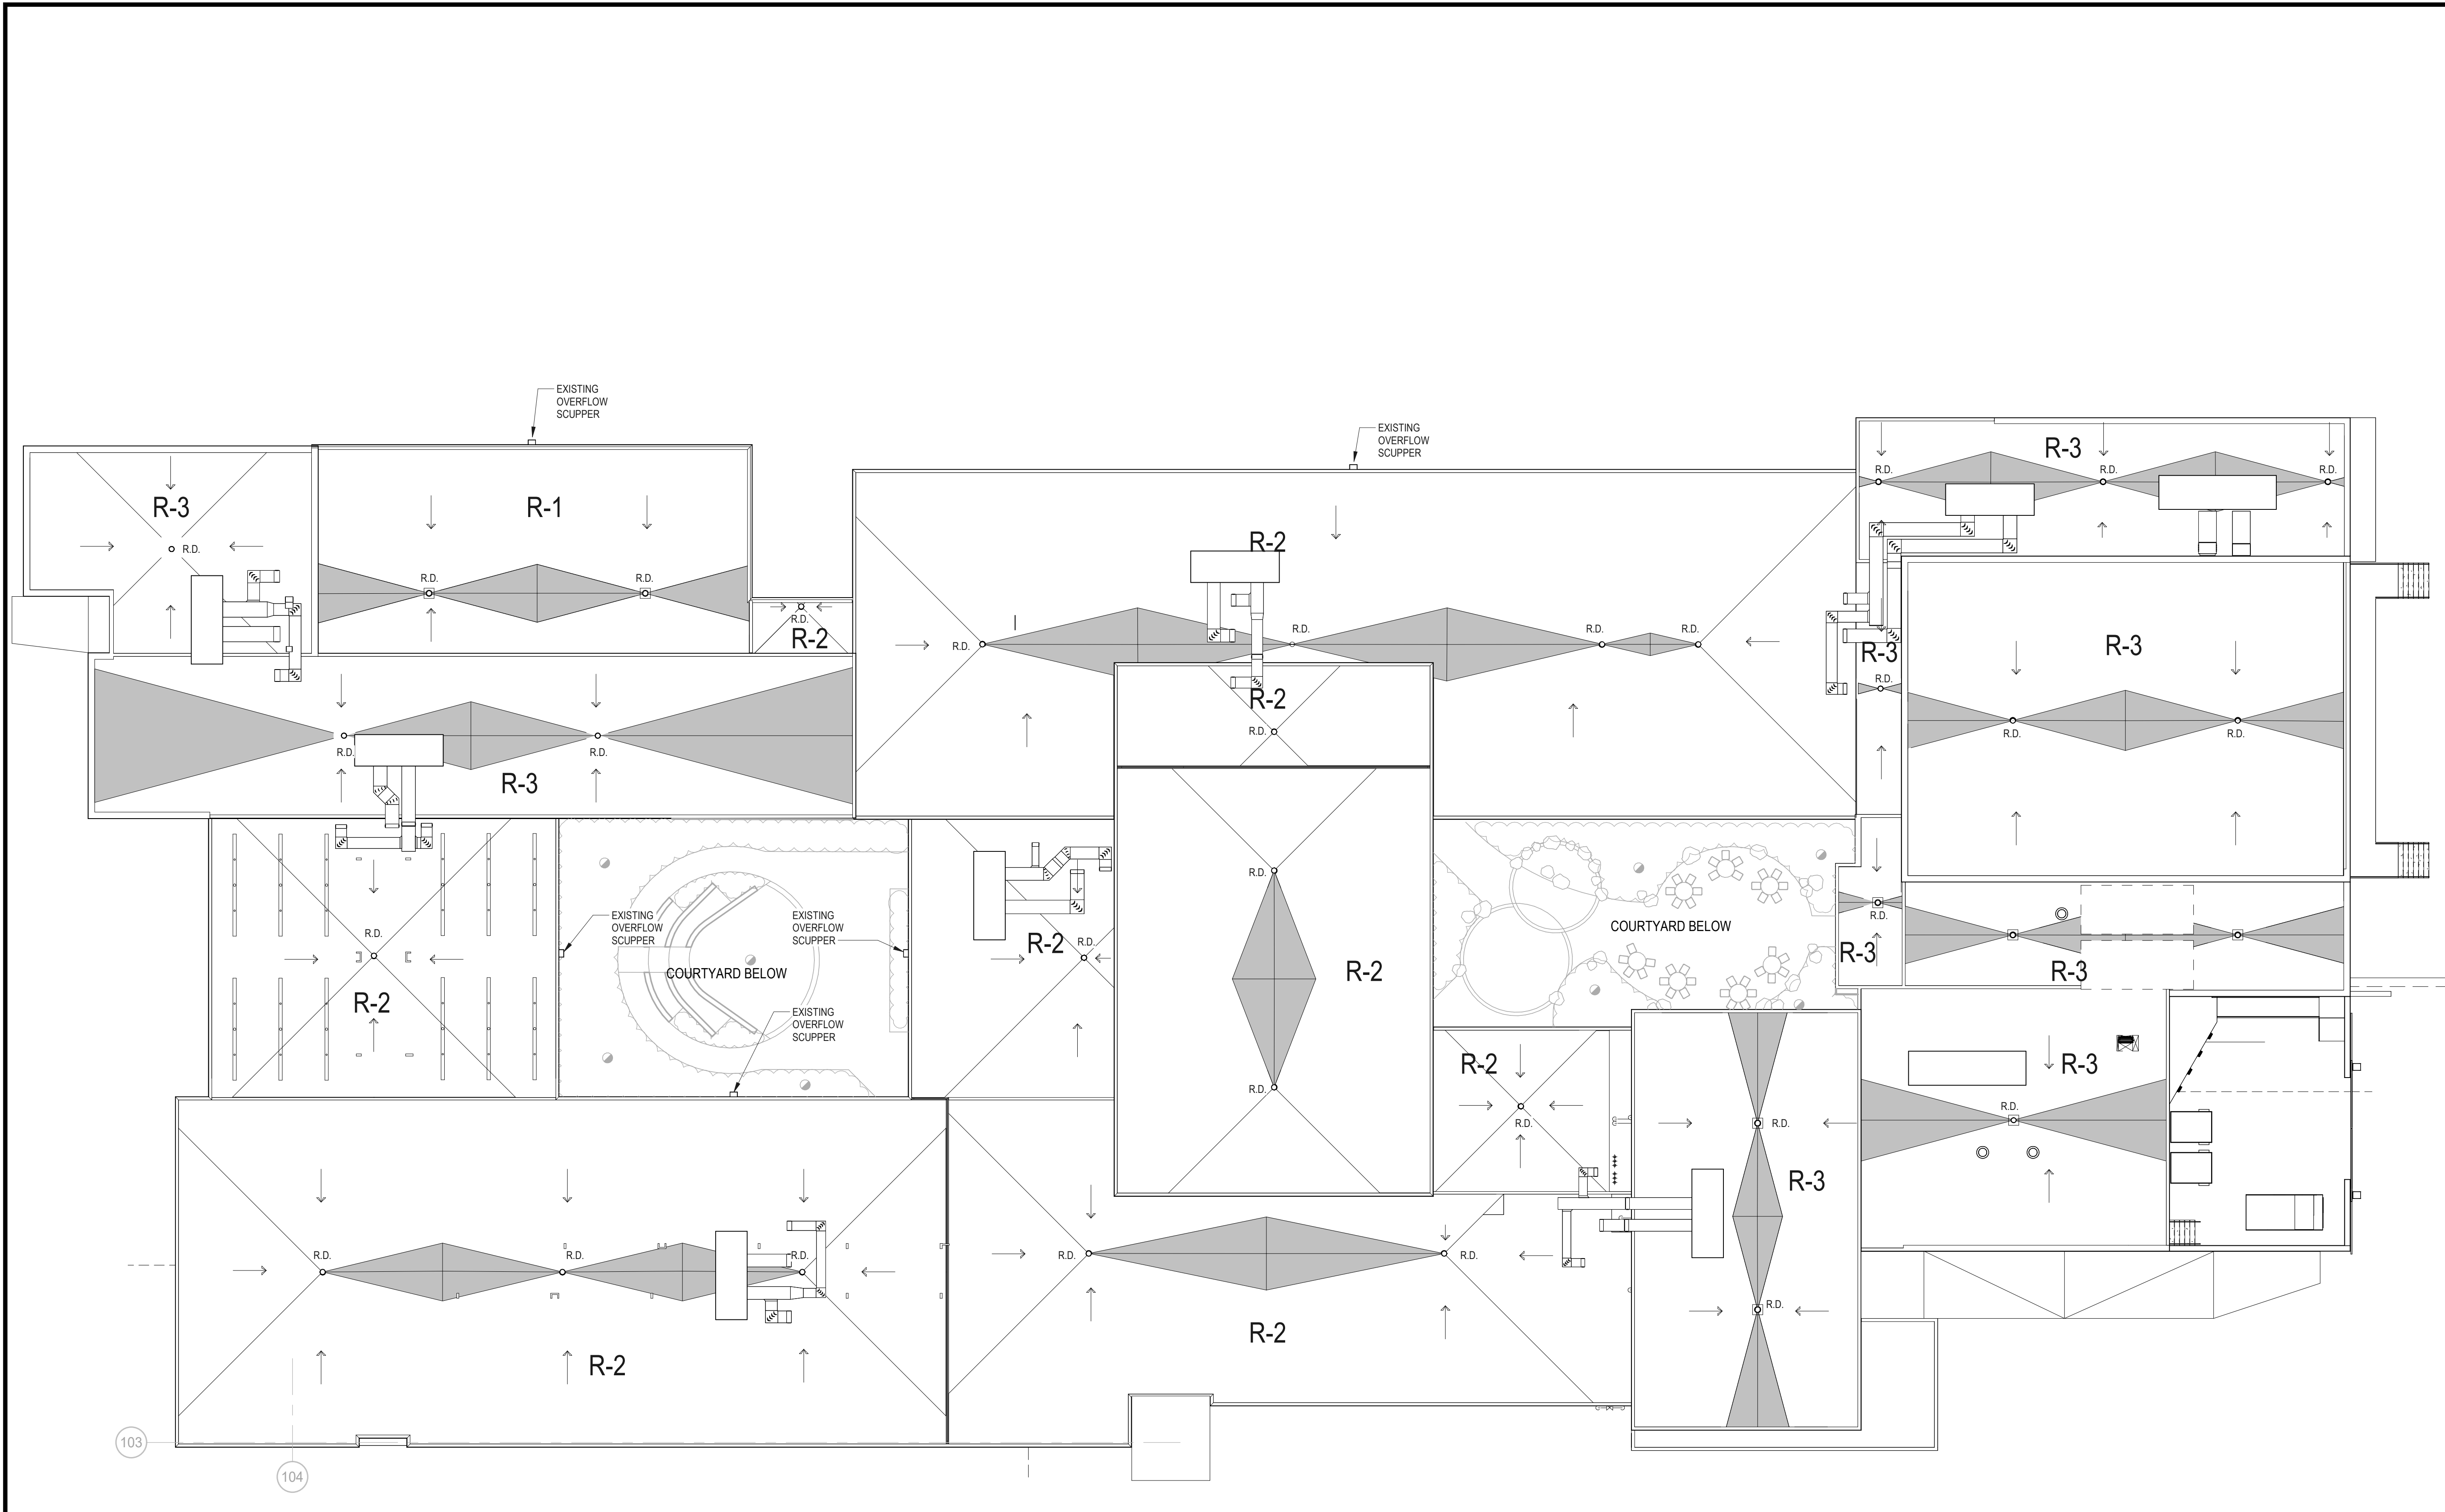 EXISTING
OVERFLOW
SCUPPER
EXISTING
OVERFLOW
SCUPPER
R-3
R.D.
R-1
R.D.
R.D.
R.D.
R-2
R-2
R.D.
R.D.
R.D.
R.D.
R-3
R.D.
R.D.
R.D.
R-3
R.D.
R-3
R.D.
R.D.
R.D.
R.D.
R-3
R-2
R.D.
R.D.
R-2
R.D.
R-2
EXISTING
OVERFLOW
SCUPPER
EXISTING
OVERFLOW
SCUPPER
COURTYARD BELOW
EXISTING
OVERFLOW
SCUPPER
R.D.
R-2
R.D.
R-2
R.D.
COURTYARD BELOW
R.D.
R-3
R-3
R-2
R.D.
R.D.
R-3
R.D.
R-3
R.D.
R.D.
R.D.
R.D.
R-2
R.D.
R.D.
R-2
103
104